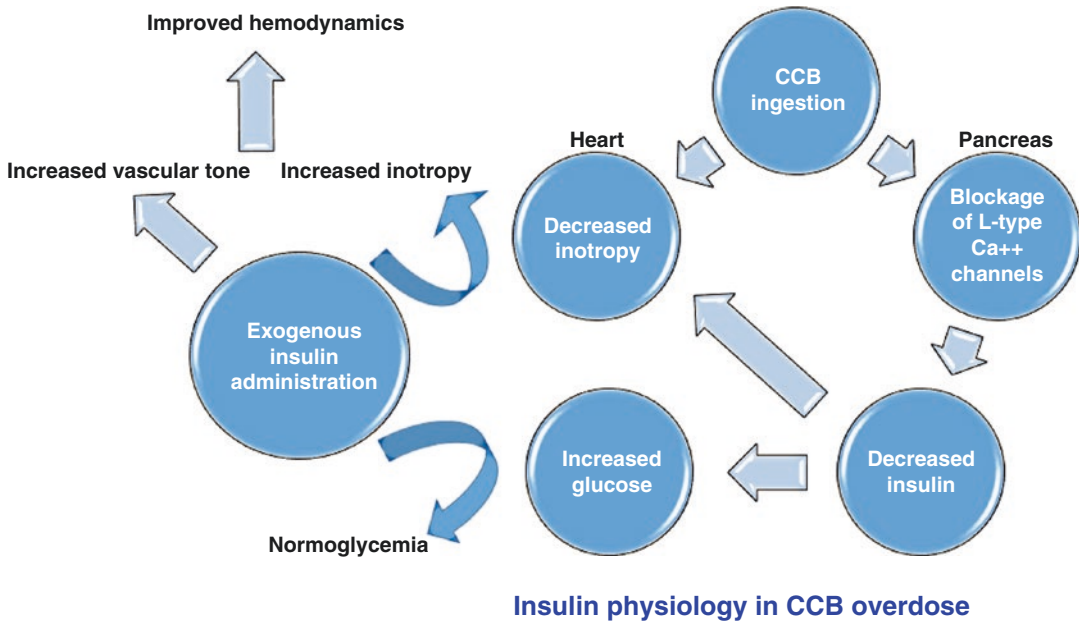 Improved hemodynamics
CCB
ingestion
Heart
Pancreas
Increased vascular tone
Increased inotropy
Decreased
inotropy
Blockage
of L-type
Ca++
channels
Exogenous
insulin
administration
Increased
glucose
Decreased
insulin
Normoglycemia
Insulin physiology in CCB overdose